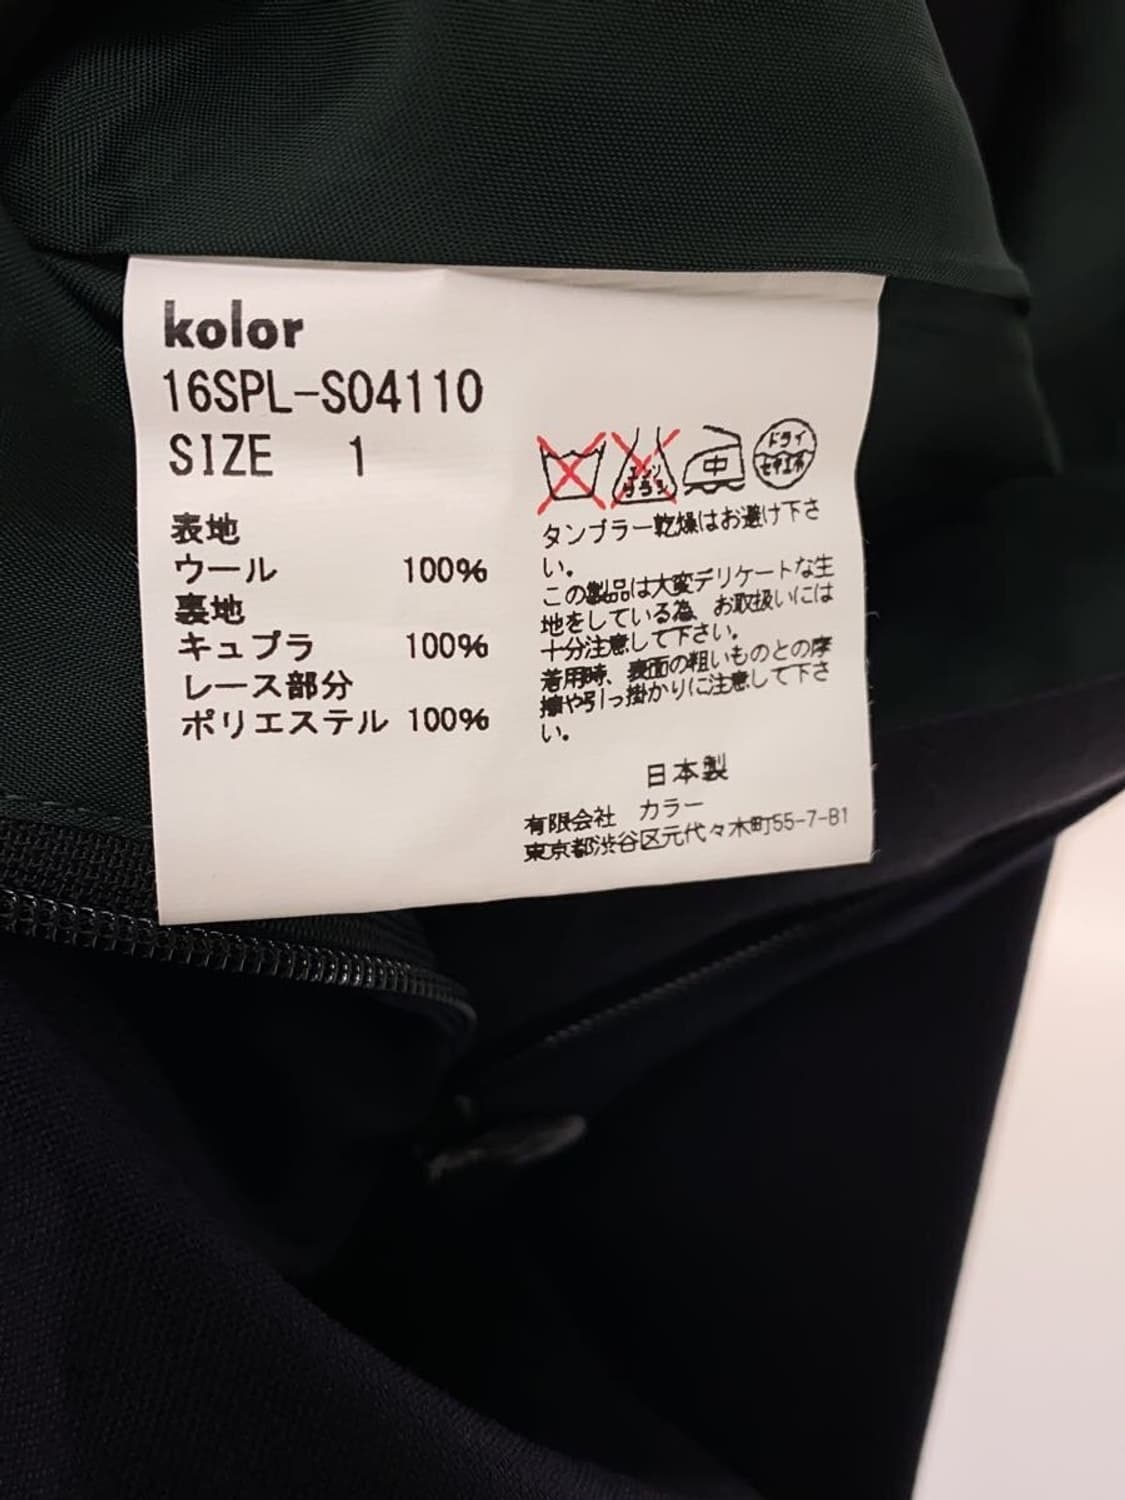 kolor
16SPL-S04110
SIZE 1
表地
ウール 100%
裏地
キュプラ 100%
レース部分
ポリエステル 100%
エンソ
サラシ
中
ドライ
セキユ系
タンブラー乾燥はお避け下さ
い。
この製品は大変デリケートな生
地をしている為、お取扱いには
十分注意して下さい。
着用時、表面の粗いものとの摩
擦や引っ掛かりに注意して下さ
い。
日本製
有限会社 カラー
東京都渋谷区元代々木町55-7-B1